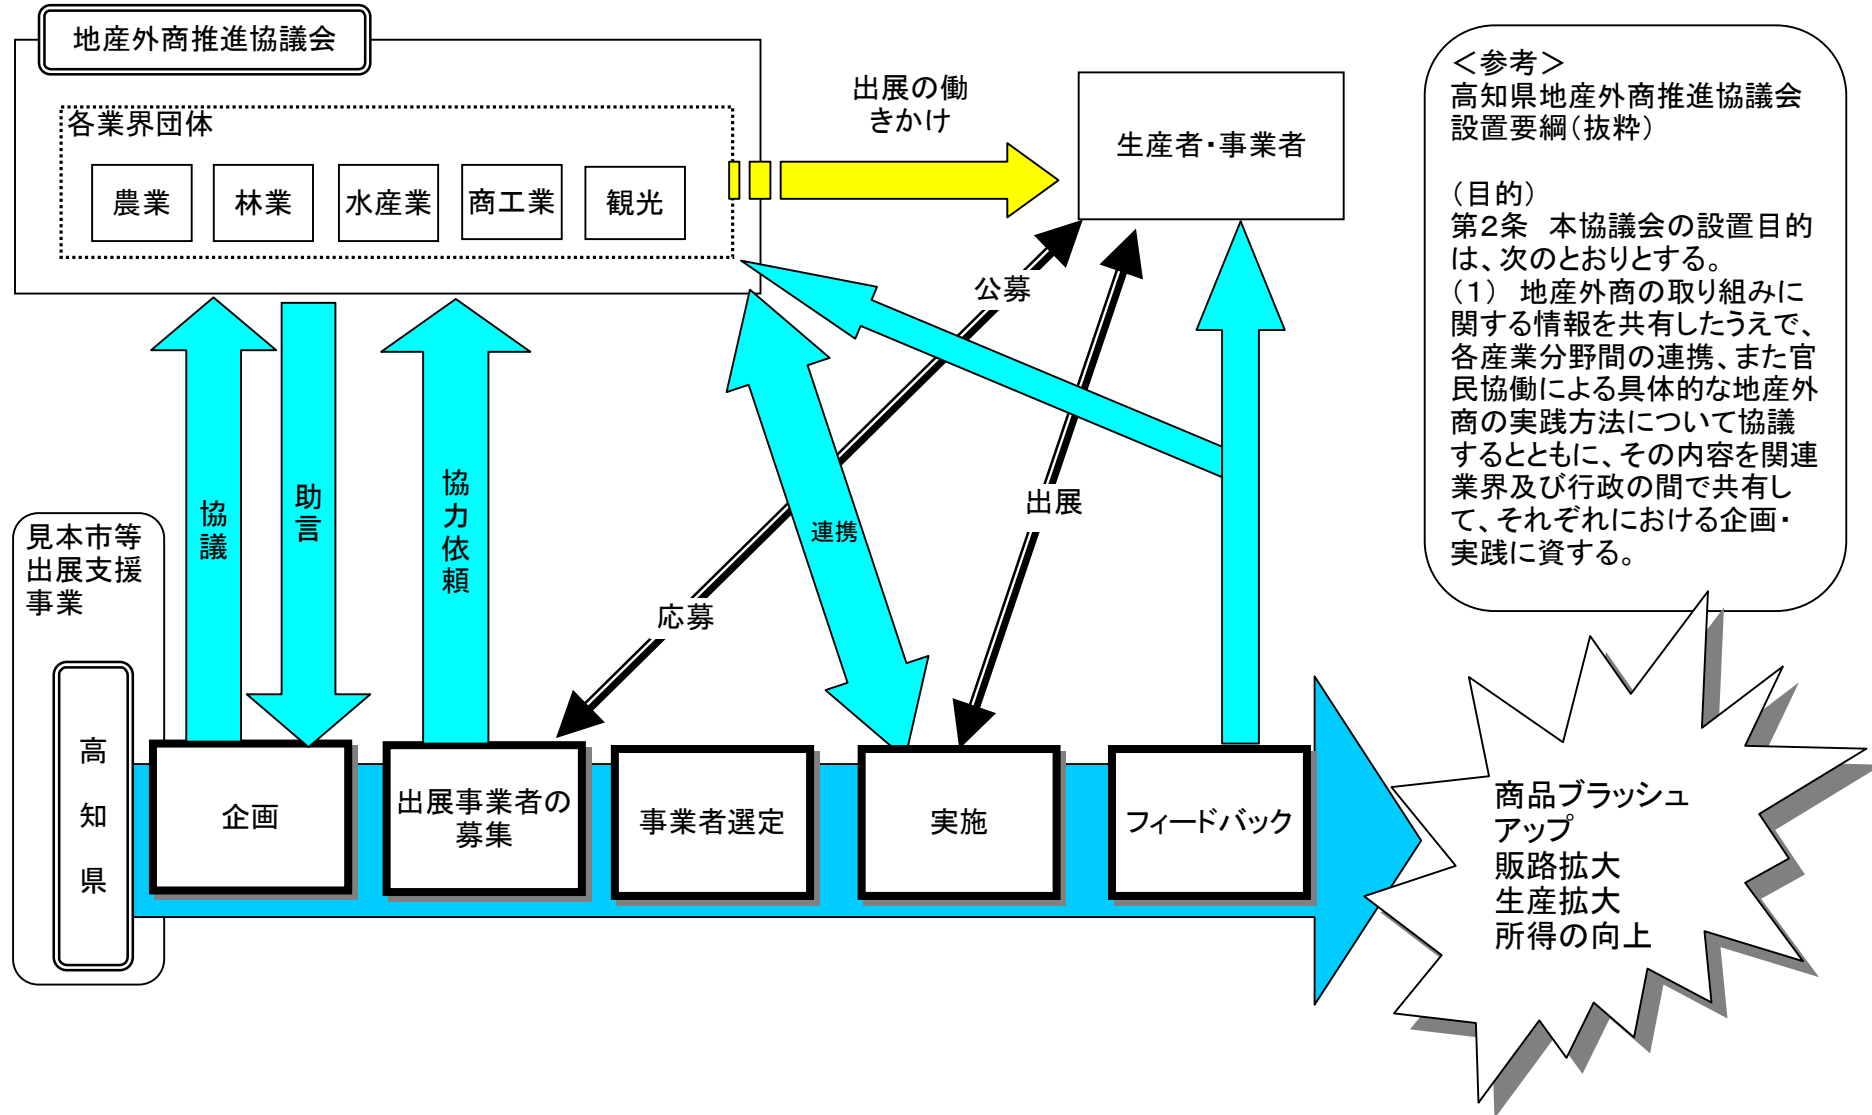 地産外商推進協議会
各業界団体
農業
林業
水産業
商工業
観光
出展の働
きかけ
生産者・事業者
＜参考＞
高知県地産外商推進協議会
設置要綱（抜粋）
（目的）
第２条　本協議会の設置目的
は、次のとおりとする。
（１）　地産外商の取り組みに
関する情報を共有したうえで、
各産業分野間の連携、また官
民協働による具体的な地産外
商の実践方法について協議
するとともに、その内容を関連
業界及び行政の間で共有し
て、それぞれにおける企画・
実践に資する。
公募
協議
助言
協力依頼
連携
出展
応募
見本市等
出展支援
事業
高知県
企画
出展事業者の
募集
事業者選定
実施
フィードバック
商品ブラッシュ
アップ
販路拡大
生産拡大
所得の向上